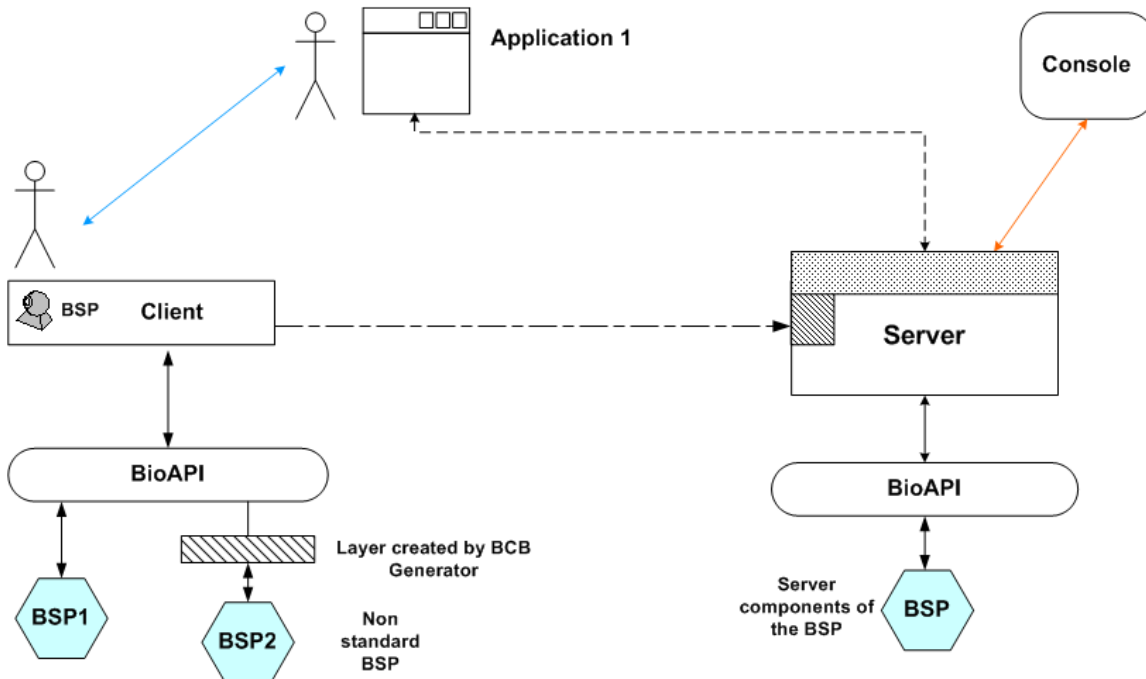 Application 1
Console
BSP
Client
Server
BioAPI
BioAPI
Layer created by BCB
Generator
BSP1
BSP2
Non
standard
BSP
Server
components of
the BSP
BSP